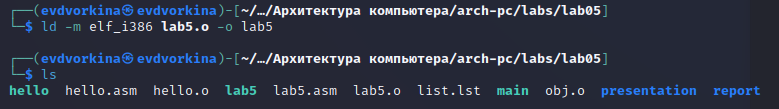 ┌──(evdvorkina㉿evdvorkina)-[~/…/Архитектура компьютера/arch-pc/labs/lab05]
└─$ ld -m elf_i386 lab5.o -o lab5
┌──(evdvorkina㉿evdvorkina)-[~/…/Архитектура компьютера/arch-pc/labs/lab05]
└─$ ls
hello hello.asm hello.o lab5 lab5.asm lab5.o list.lst main obj.o presentation report